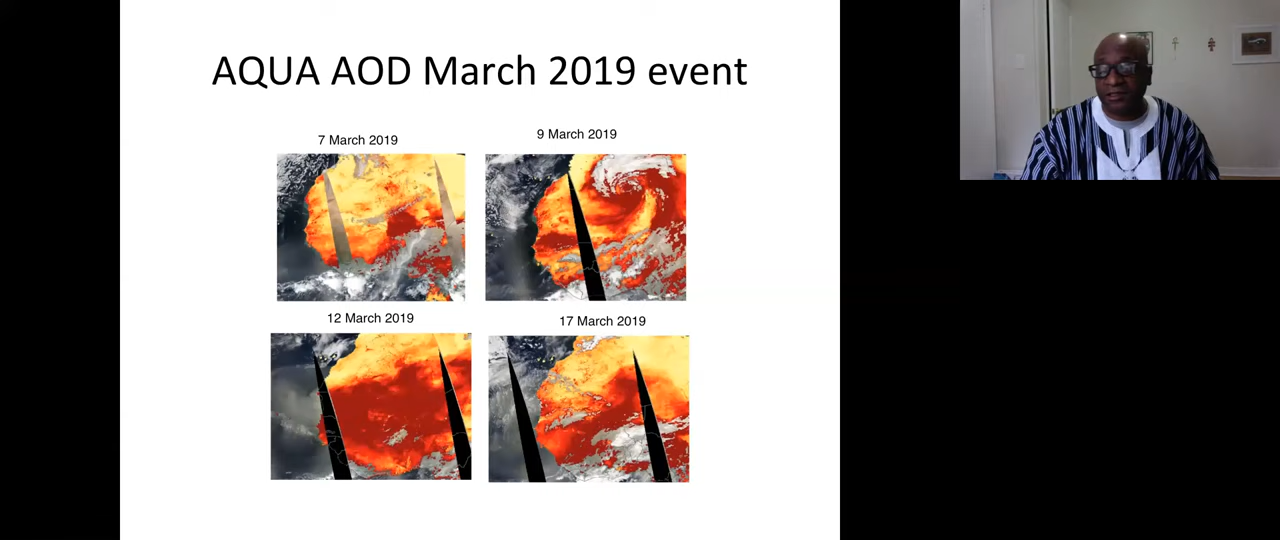 AQUA AOD March 2019 event
7 March 2019
9 March 2019
12 March 2019
17 March 2019